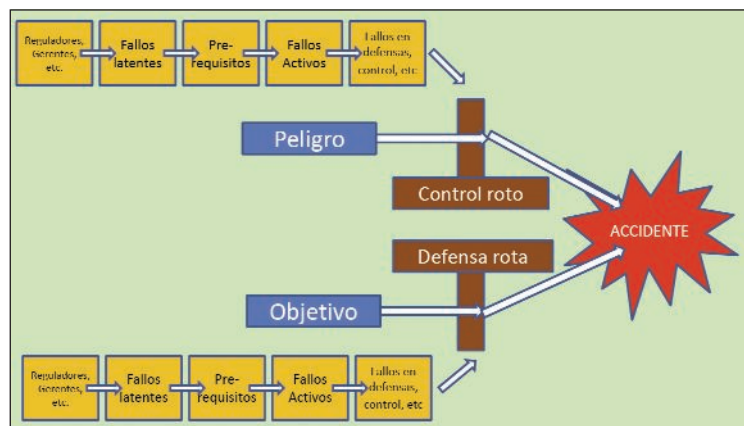 Reguladores,
Gerentes,
etc.
Fallos
latentes
Pre-
requisitos
Fallos
Activos
Fallos en
defensas,
control, etc
Peligro
Control roto
ACCIDENTE
Defensa rota
Objetivo
Reguladores,
Gerentes,
etc.
Fallos
latentes
Pre-
requisitos
Fallos
Activos
Fallos en
defensas,
control, etc